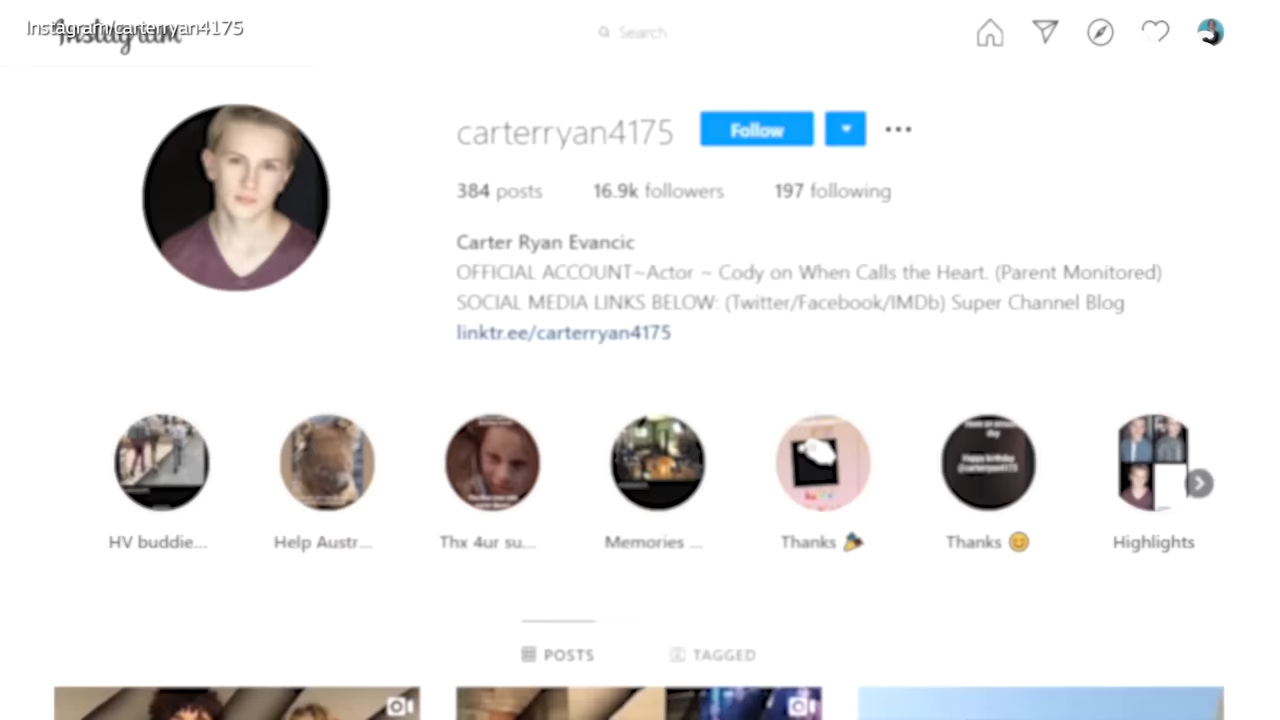 Instagram/carterryan4175
Instagram
Search
carterryan4175
Follow
384 posts
16.9k followers
197 following
Carter Ryan Evancic
OFFICIAL ACCOUNT~Actor ~ Cody on When Calls the Heart. (Parent Monitored)
SOCIAL MEDIA LINKS BELOW: (Twitter/Facebook/IMDb) Super Channel Blog
linktr.ee/carterryan4175
HV buddie...
Help Austr...
Thx 4ur su...
Memories ...
Thanks 🎉
Thanks 😊
Highlights
POSTS
TAGGED